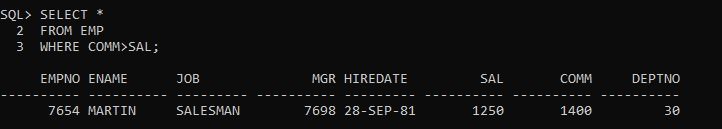 SQL> SELECT *
  2  FROM EMP
  3  WHERE COMM>SAL;
     EMPNO ENAME      JOB              MGR HIREDATE         SAL       COMM     DEPTNO
---------- ---------- --------- ---------- --------- ---------- ---------- ----------
      7654 MARTIN     SALESMAN        7698 28-SEP-81       1250       1400         30